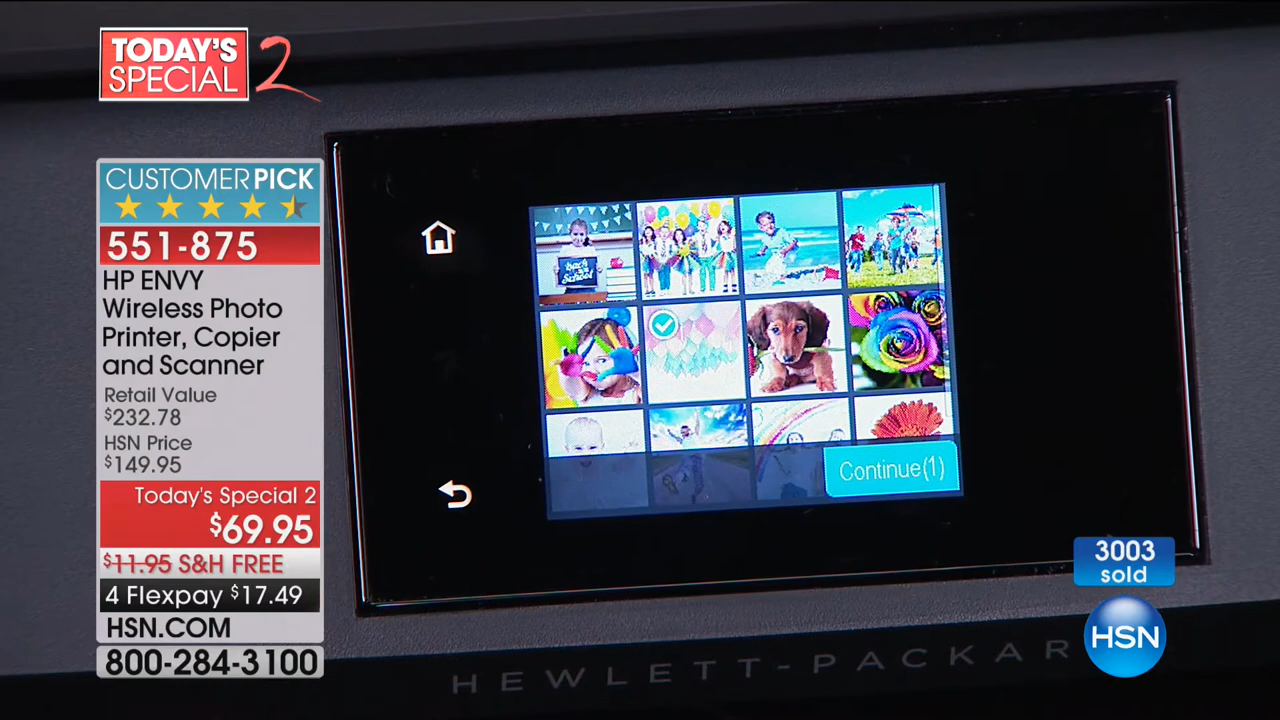 TODAY'S
SPECIAL 2
CUSTOMER PICK
551-875
HP ENVY
Wireless Photo
Printer, Copier
and Scanner
Retail Value
$232.78
HSN Price
$149.95
Today's Special 2
$69.95
$11.95 S&H FREE
4 Flexpay $17.49
HSN.COM
800-284-3100
back to
School
Continue(1)
3003
sold
HSN
HEWLETT-PACKAR